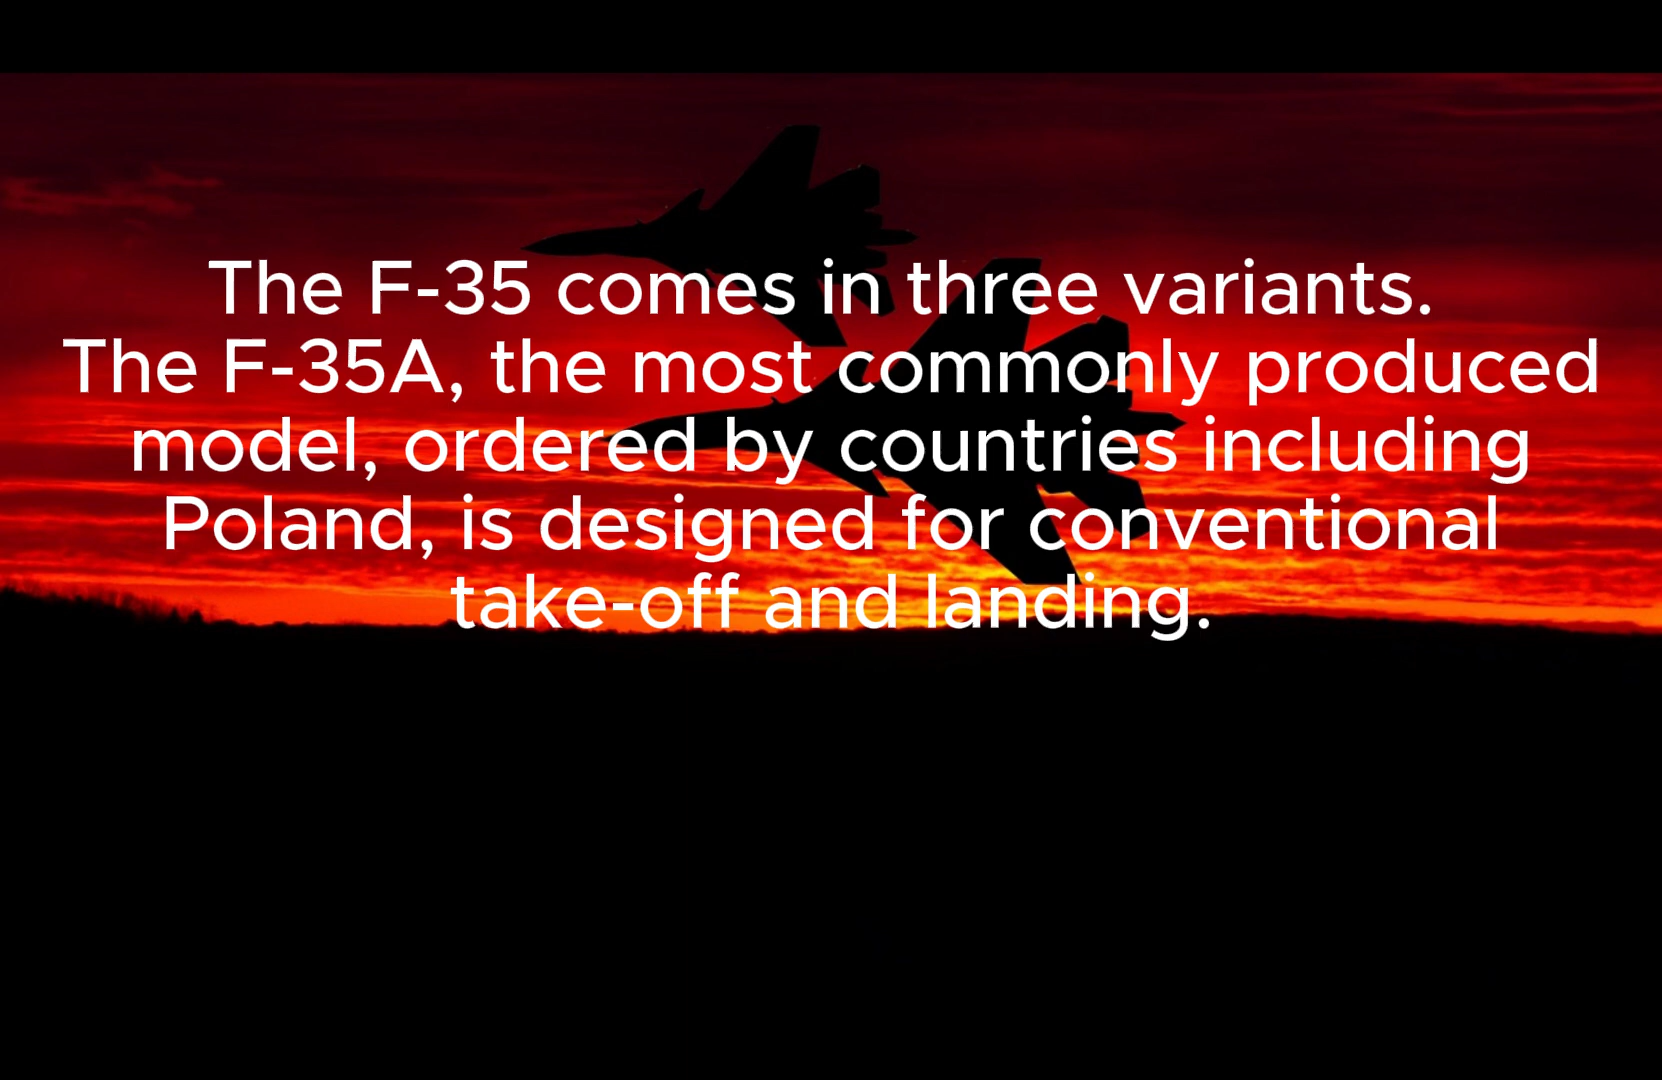 The F-35 comes in three variants.
The F-35A, the most commonly produced
model, ordered by countries including
Poland, is designed for conventional
take-off and landing.